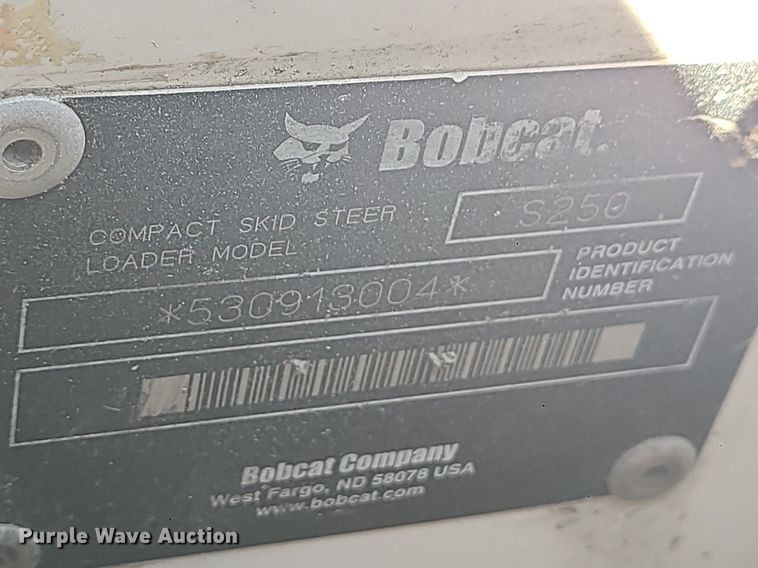 Bobcat.
COMPACT SKID STEER
LOADER MODEL
S250
PRODUCT
IDENTIFICATION
NUMBER
*530913004*
Bobcat Company
West Fargo, ND 58078 USA
www.bobcat.com
Purple Wave Auction